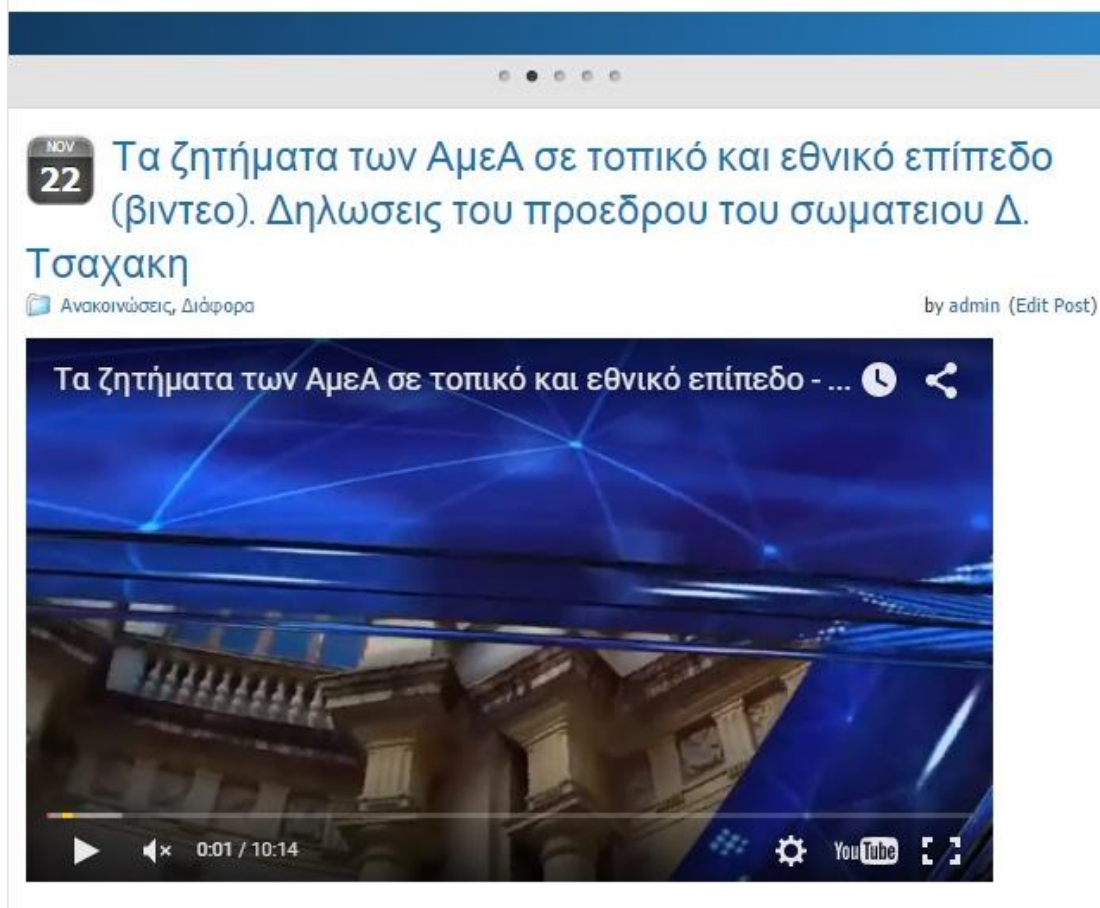 NOV
22
Τα ζητήματα των ΑμεΑ σε τοπικό και εθνικό επίπεδο
(βιντεο). Δηλωσεις του προεδρου του σωματειου Δ.
Τσαχακη
Ανακοινώσεις, Διάφορα
by admin (Edit Post)
Τα ζητήματα των ΑμεΑ σε τοπικό και εθνικό επίπεδο - ...
0:01 / 10:14
YouTube